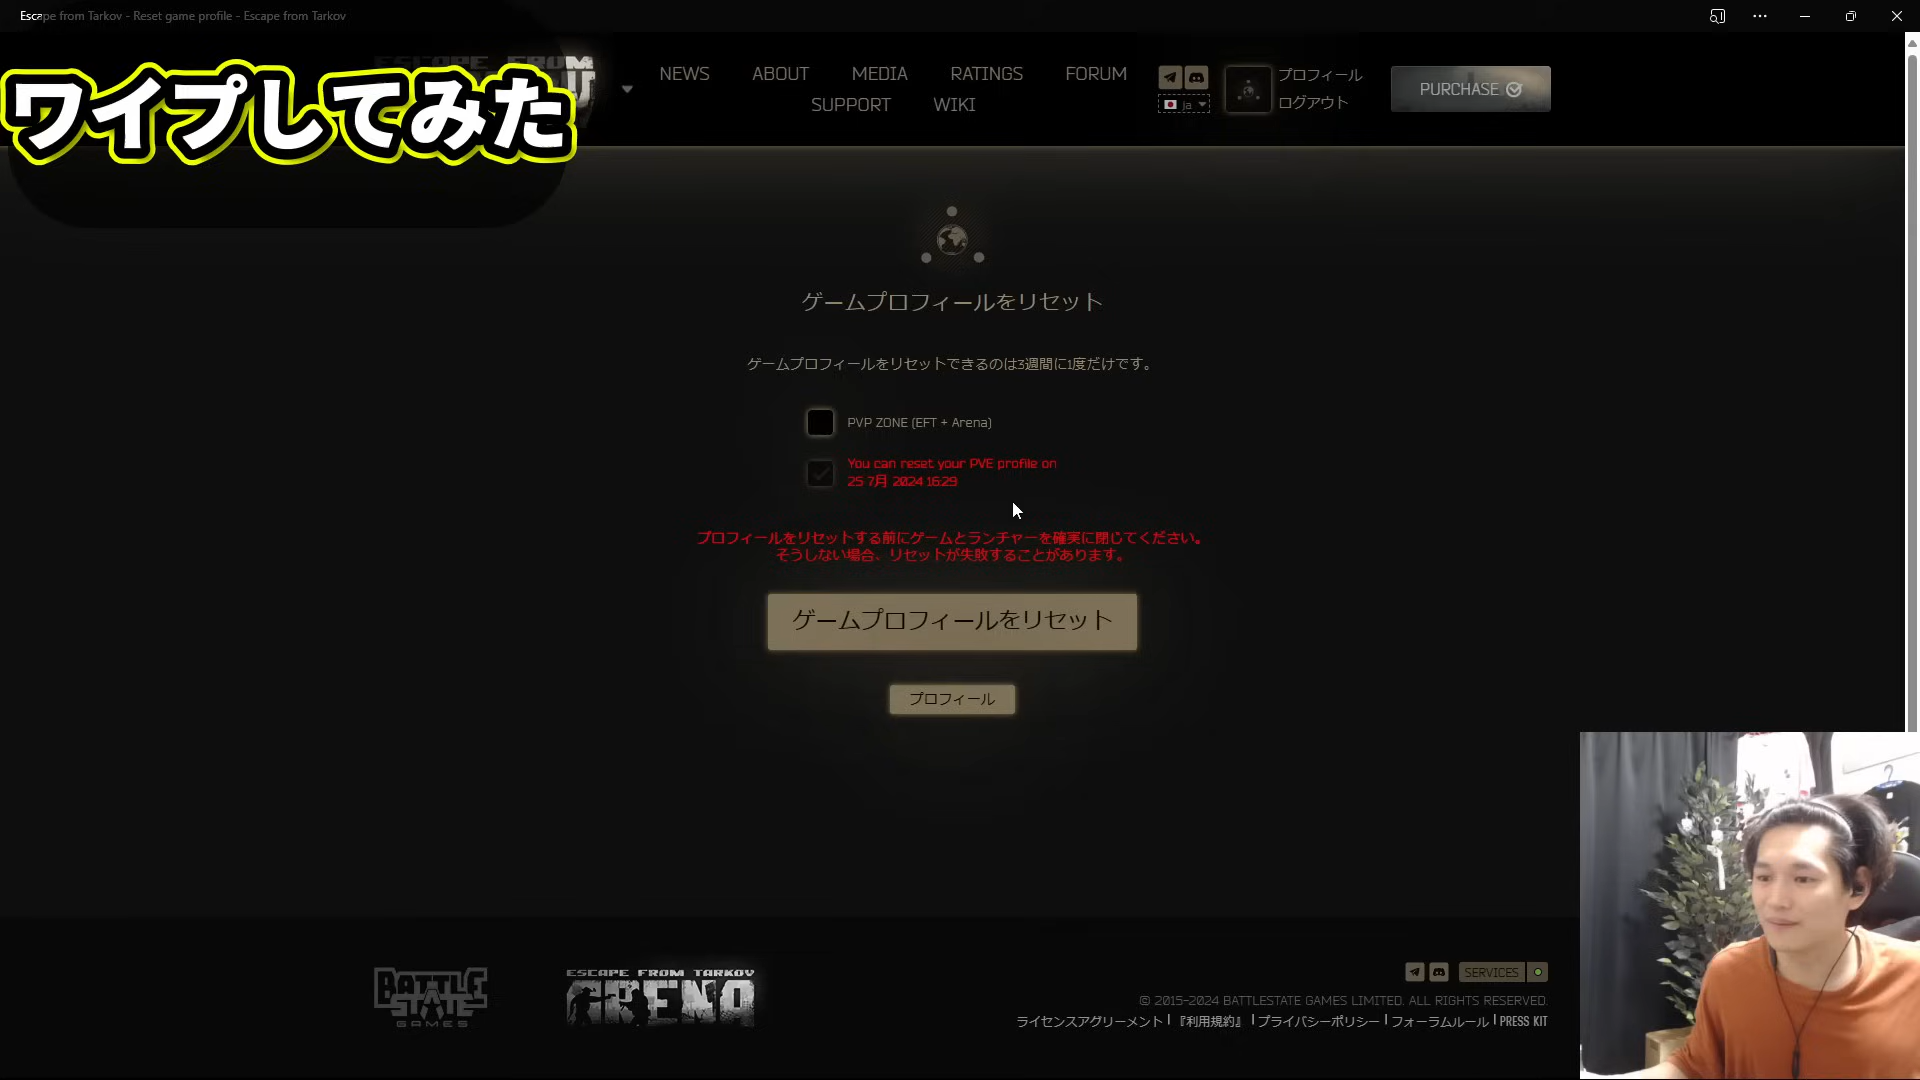 Escape from Tarkov - Reset game profile - Escape from Tarkov
ワイプしてみた
NEWS ABOUT MEDIA RATINGS FORUM
SUPPORT WIKI
ja
プロフィール
ログアウト
PURCHASE
ゲームプロフィールをリセット
ゲームプロフィールをリセットできるのは3週間に1度だけです。
PVP ZONE (EFT + Arena)
You can reset your PVE profile on
25 7月 2024 16:29
プロフィールをリセットする前にゲームとランチャーを確実に閉じてください。
そうしない場合、リセットが失敗することがあります。
ゲームプロフィールをリセット
プロフィール
BATTLE
STATE
GAMES
ESCAPE FROM TARKOV
ARENA
SERVICES
© 2015-2024 BATTLESTATE GAMES LIMITED. ALL RIGHTS RESERVED.
ライセンスアグリーメント | 『利用規約』 | プライバシーポリシー | フォーラムルール | PRESS KIT